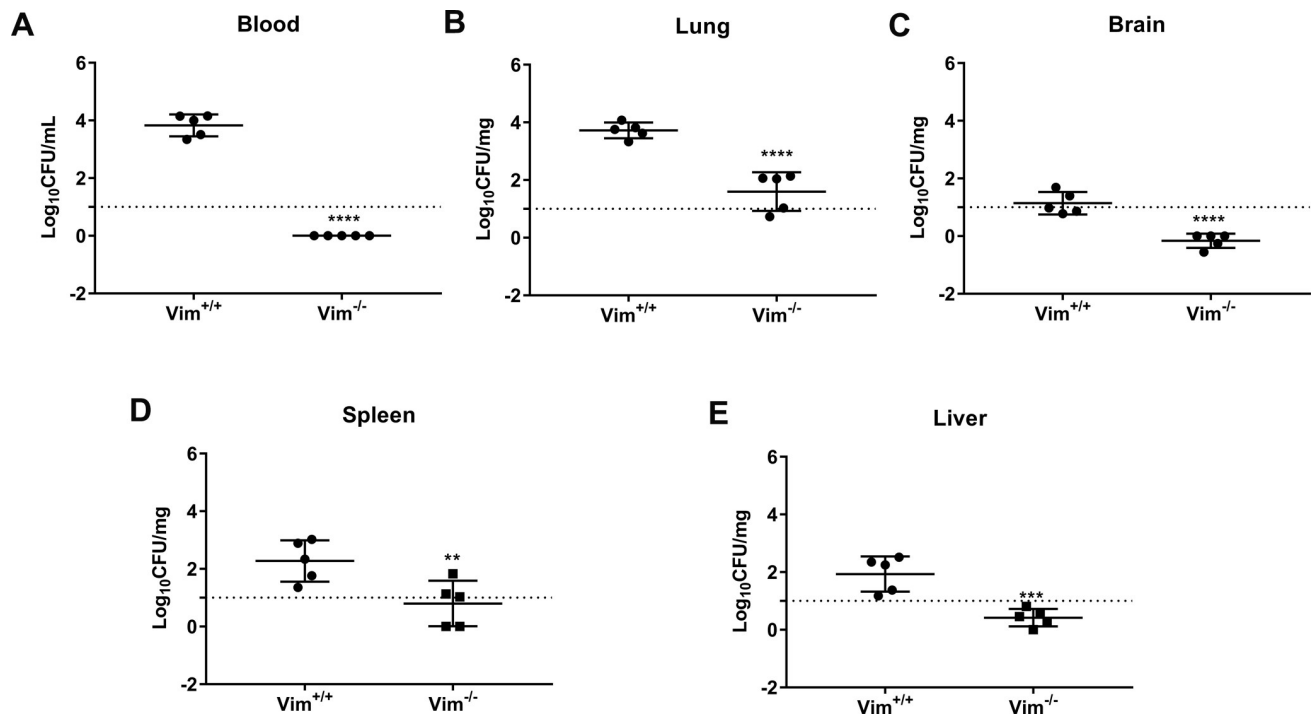 A
Blood
Log₁₀CFU/mL
6
4
2
0
-2
****
Vim⁺/⁺
Vim⁻/⁻
B
Lung
Log₁₀CFU/mg
6
4
2
0
-2
****
Vim⁺/⁺
Vim⁻/⁻
C
Brain
Log₁₀CFU/mg
6
4
2
0
-2
****
Vim⁺/⁺
Vim⁻/⁻
D
Spleen
Log₁₀CFU/mg
6
4
2
0
-2
**
Vim⁺/⁺
Vim⁻/⁻
E
Liver
Log₁₀CFU/mg
6
4
2
0
-2
***
Vim⁺/⁺
Vim⁻/⁻